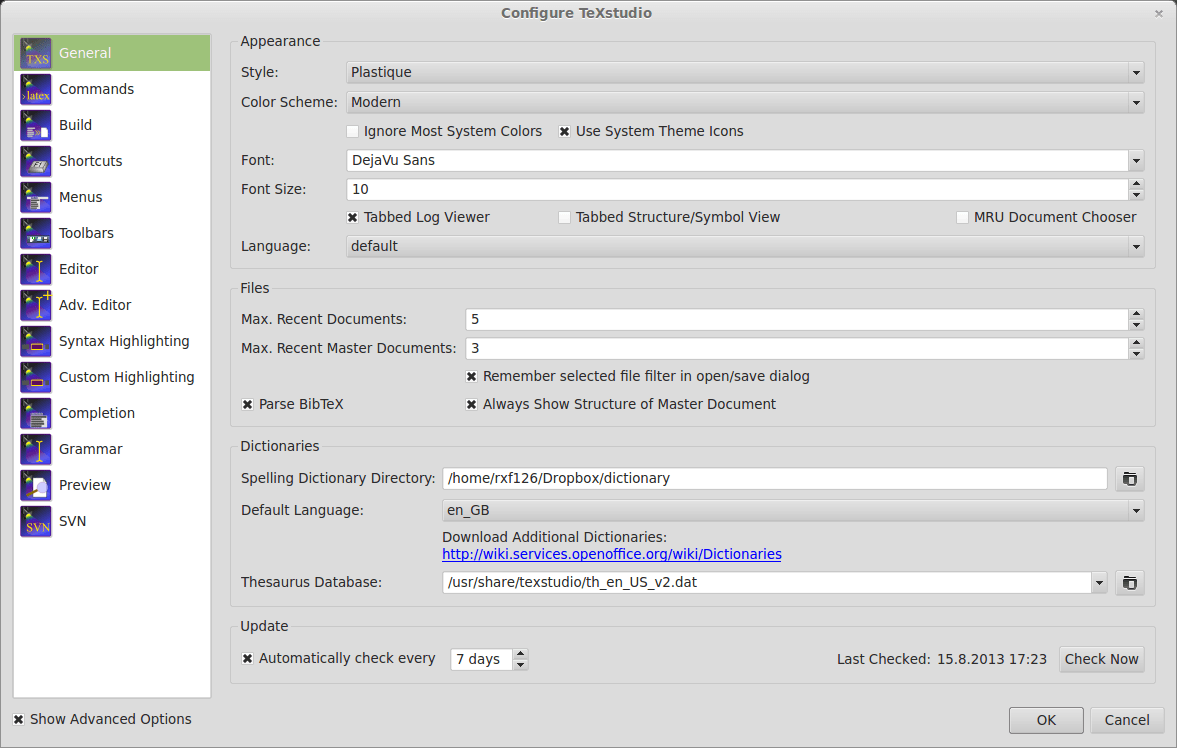 Configure TeXstudio
TXS General
›latex Commands
Build
Shortcuts
Menus
Toolbars
Editor
Adv. Editor
Syntax Highlighting
Custom Highlighting
Completion
Grammar
Preview
SVN SVN
Show Advanced Options
Appearance
Style: Plastique
Color Scheme: Modern
Ignore Most System Colors Use System Theme Icons
Font: DejaVu Sans
Font Size: 10
Tabbed Log Viewer Tabbed Structure/Symbol View MRU Document Chooser
Language: default
Files
Max. Recent Documents: 5
Max. Recent Master Documents: 3
Remember selected file filter in open/save dialog
Parse BibTeX Always Show Structure of Master Document
Dictionaries
Spelling Dictionary Directory: /home/rxf126/Dropbox/dictionary
Default Language: en_GB
Download Additional Dictionaries:
http://wiki.services.openoffice.org/wiki/Dictionaries
Thesaurus Database: /usr/share/texstudio/th_en_US_v2.dat
Update
Automatically check every 7 days Last Checked: 15.8.2013 17:23 Check Now
OK Cancel